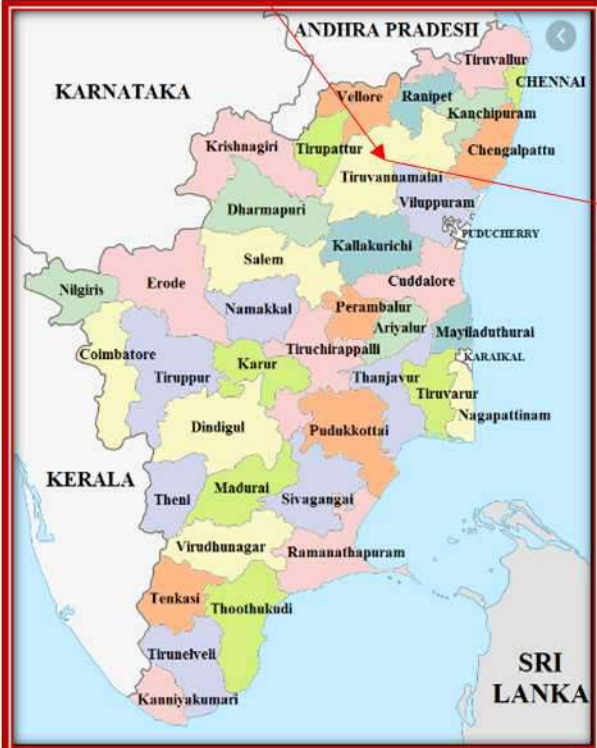 ANDHRA PRADESH
Tiruvallur
KARNATAKA
CHENNAI
Vellore
Ranipet
Kanchipuram
Krishnagiri
Tirupattur
Chengalpattu
Tiruvannamalai
Dharmapuri
Viluppuram
Kallakurichi
PUDUCHERRY
Salem
Nilgiris
Erode
Cuddalore
Namakkal
Perambalur
Ariyalur
Mayiladuthurai
Coimbatore
Tiruchirappalli
KARAIKAL
Karur
Tiruppur
Thanjavur
Tiruvarur
Nagapattinam
Dindigul
Pudukkottai
KERALA
Theni
Madurai
Sivagangai
Virudhunagar
Ramanathapuram
Tenkasi
Thoothukudi
Tirunelveli
SRI
LANKA
Kanniyakumari